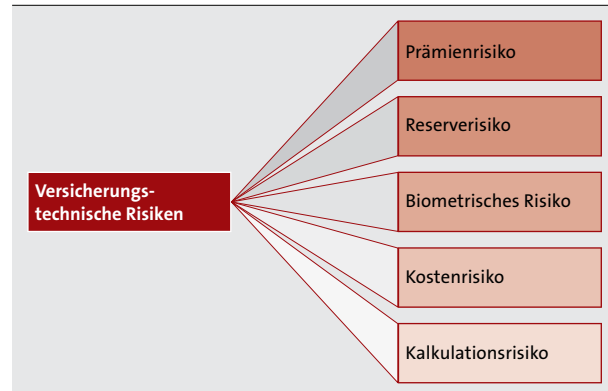 Prämienrisiko
Reserverisiko
Versicherungs-
technische Risiken
Biometrisches Risiko
Kostenrisiko
Kalkulationsrisiko